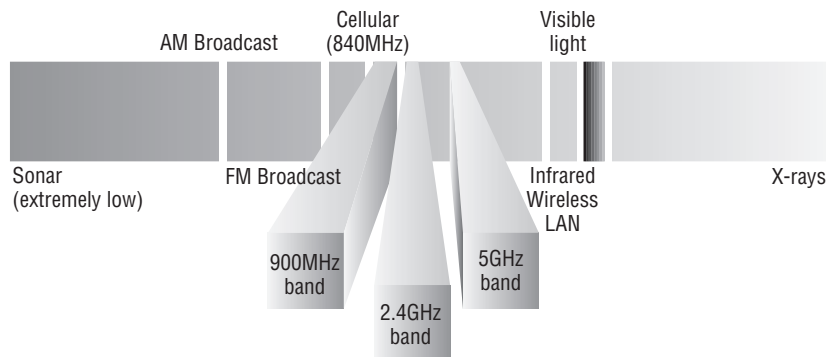 AM Broadcast
Cellular
(840MHz)
Visible
light
Sonar
(extremely low)
FM Broadcast
Infrared
Wireless
LAN
X-rays
900MHz
band
2.4GHz
band
5GHz
band